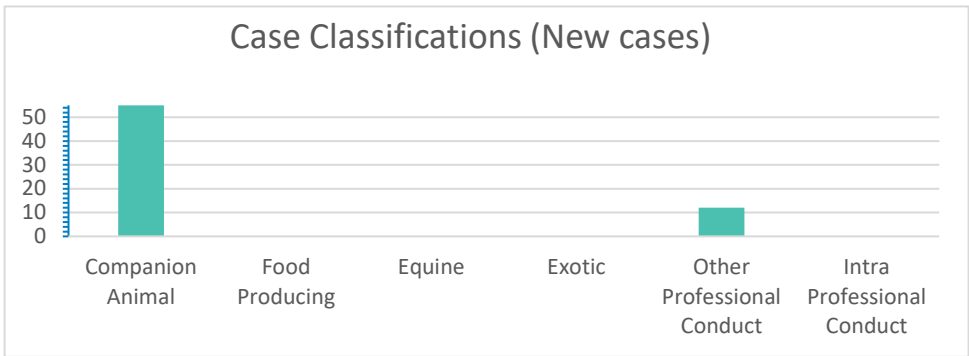 Case Classifications (New cases)
50
40
30
20
10
0
Companion Animal
Food Producing
Equine
Exotic
Other Professional Conduct
Intra Professional Conduct